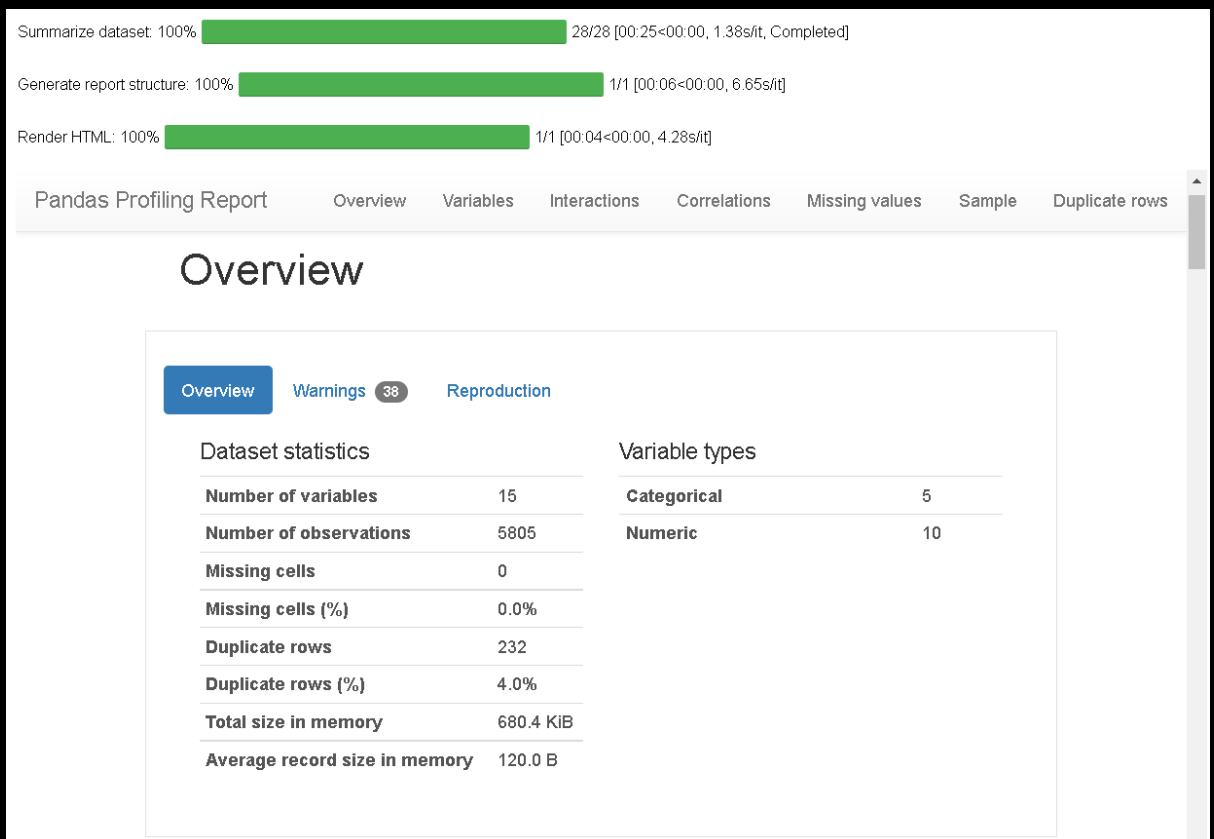 Summarize dataset: 100% 28/28 [00:25<00:00, 1.38s/it, Completed]
Generate report structure: 100% 1/1 [00:06<00:00, 6.65s/it]
Render HTML: 100% 1/1 [00:04<00:00, 4.28s/it]
Pandas Profiling Report Overview Variables Interactions Correlations Missing values Sample Duplicate rows
Overview
Overview Warnings 38 Reproduction
Dataset statistics
Number of variables 15
Number of observations 5805
Missing cells 0
Missing cells (%) 0.0%
Duplicate rows 232
Duplicate rows (%) 4.0%
Total size in memory 680.4 KiB
Average record size in memory 120.0 B
Variable types
Categorical 5
Numeric 10